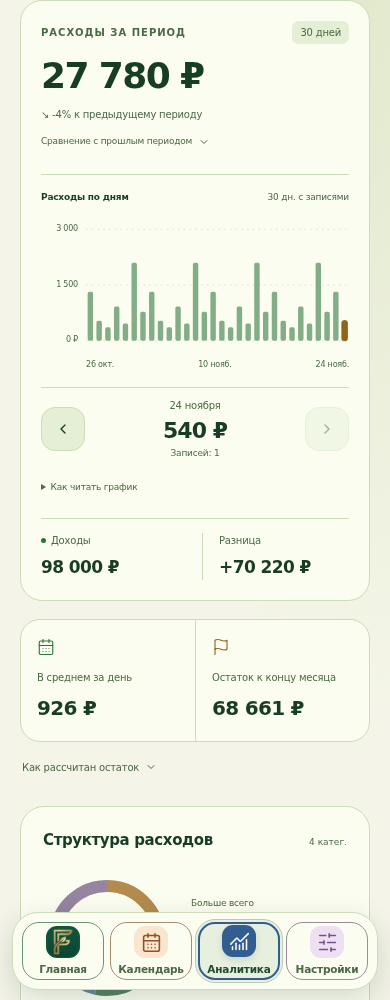 РАСХОДЫ ЗА ПЕРИОД
30 дней
27 780 ₽
↘ -4% к предыдущему периоду
Сравнение с прошлым периодом
Расходы по дням
30 дн. с записями
3 000
1 500
0 ₽
26 окт.
10 нояб.
24 нояб.
24 ноября
540 ₽
Записей: 1
Как читать график
Доходы
98 000 ₽
Разница
+70 220 ₽
В среднем за день
926 ₽
Остаток к концу месяца
68 661 ₽
Как рассчитан остаток
Структура расходов
4 катег.
Больше всего
Главная
Календарь
Аналитика
Настройки